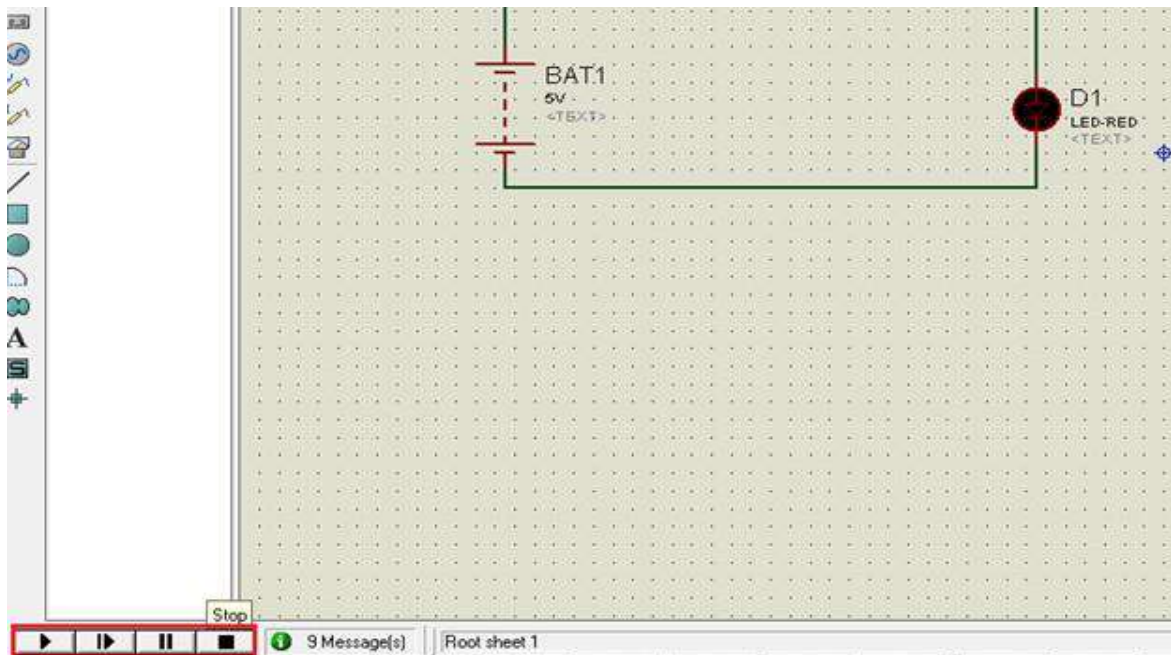 BAT1
5V
<TEXT>
D1
LED-RED
<TEXT>
A
S
Stop
9 Message(s)
Root sheet 1